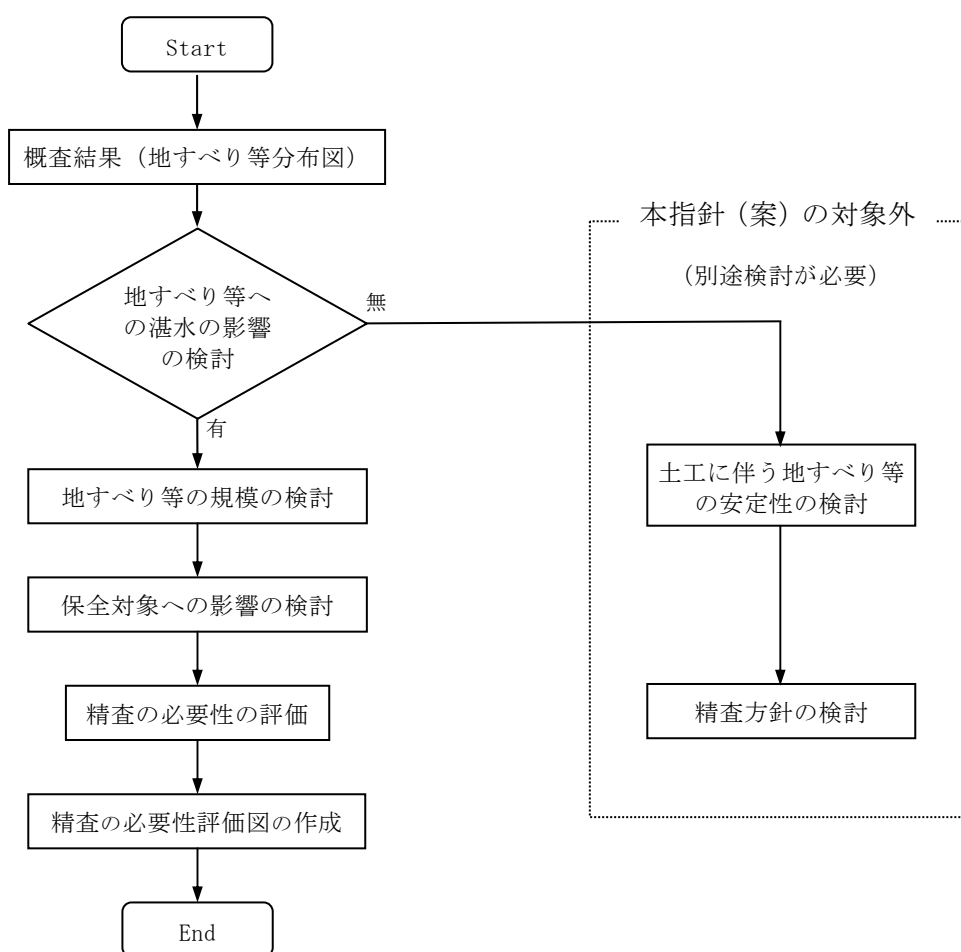 Start
概査結果（地すべり等分布図）
地すべり等へ
の湛水の影響
の検討
無
有
地すべり等の規模の検討
保全対象への影響の検討
精査の必要性の評価
精査の必要性評価図の作成
End
本指針（案）の対象外
（別途検討が必要）
土工に伴う地すべり等
の安定性の検討
精査方針の検討